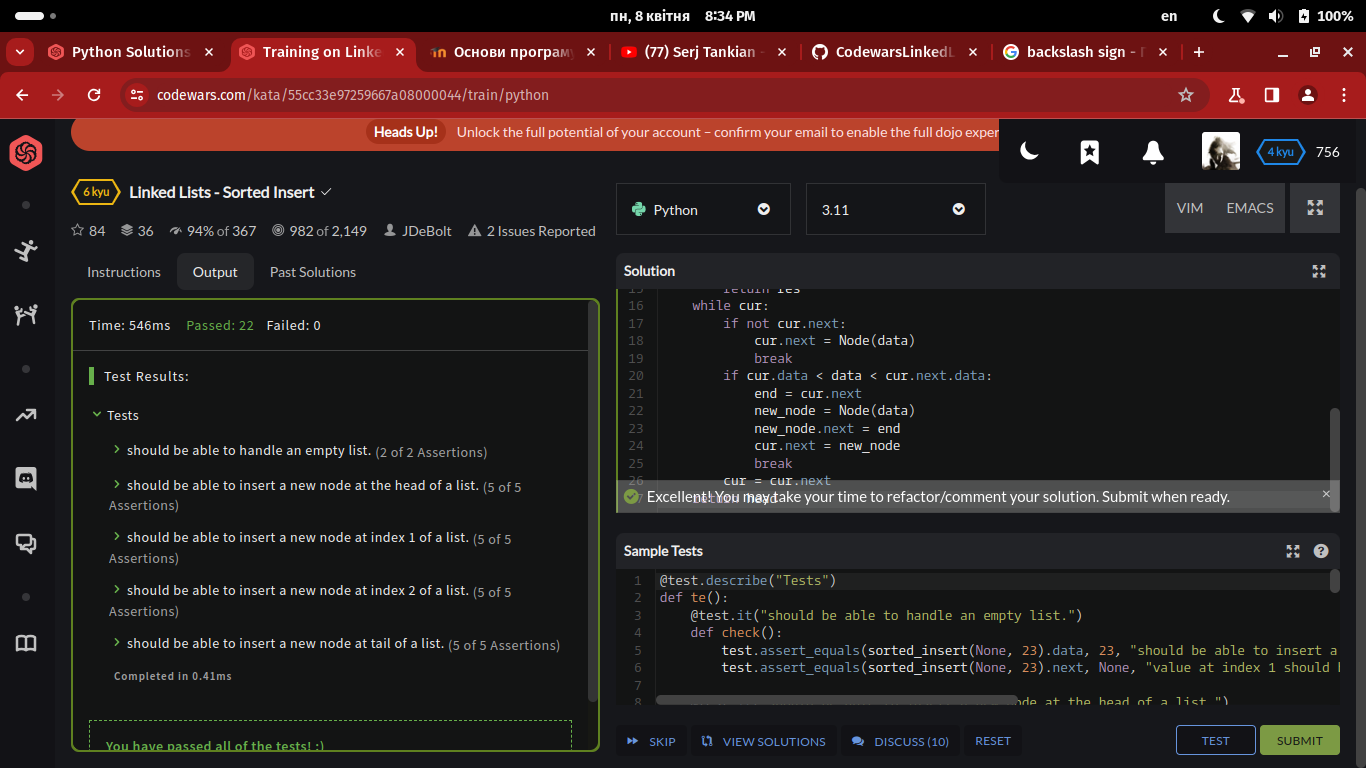 пн, 8 квітня 8:34 PM
en
100%
Python Solutions
Training on Linke
Основи програм
(77) Serj Tankian -
CodewarsLinkedL
backslash sign - П
codewars.com/kata/55cc33e97259667a08000044/train/python
Heads Up! Unlock the full potential of your account – confirm your email to enable the full dojo exper
4 kyu 756
6 kyu Linked Lists - Sorted Insert
84 36 94% of 367 982 of 2,149 JDeBolt 2 Issues Reported
Instructions Output Past Solutions
Time: 546ms Passed: 22 Failed: 0
Test Results:
Tests
should be able to handle an empty list. (2 of 2 Assertions)
should be able to insert a new node at the head of a list. (5 of 5
Assertions)
should be able to insert a new node at index 1 of a list. (5 of 5
Assertions)
should be able to insert a new node at index 2 of a list. (5 of 5
Assertions)
should be able to insert a new node at tail of a list. (5 of 5 Assertions)
Completed in 0.41ms
You have passed all of the tests! :)
Python
3.11
VIM EMACS
Solution
15 return res
16 while cur:
17 if not cur.next:
18 cur.next = Node(data)
19 break
20 if cur.data < data < cur.next.data:
21 end = cur.next
22 new_node = Node(data)
23 new_node.next = end
24 cur.next = new_node
25 break
26 cur = cur.next
27 return head
Excellent! You may take your time to refactor/comment your solution. Submit when ready.
Sample Tests
1 @test.describe("Tests")
2 def te():
3 @test.it("should be able to handle an empty list.")
4 def check():
5 test.assert_equals(sorted_insert(None, 23).data, 23, "should be able to insert a
6 test.assert_equals(sorted_insert(None, 23).next, None, "value at index 1 should b
7
8 node at the head of a list.")
SKIP VIEW SOLUTIONS DISCUSS (10) RESET TEST SUBMIT